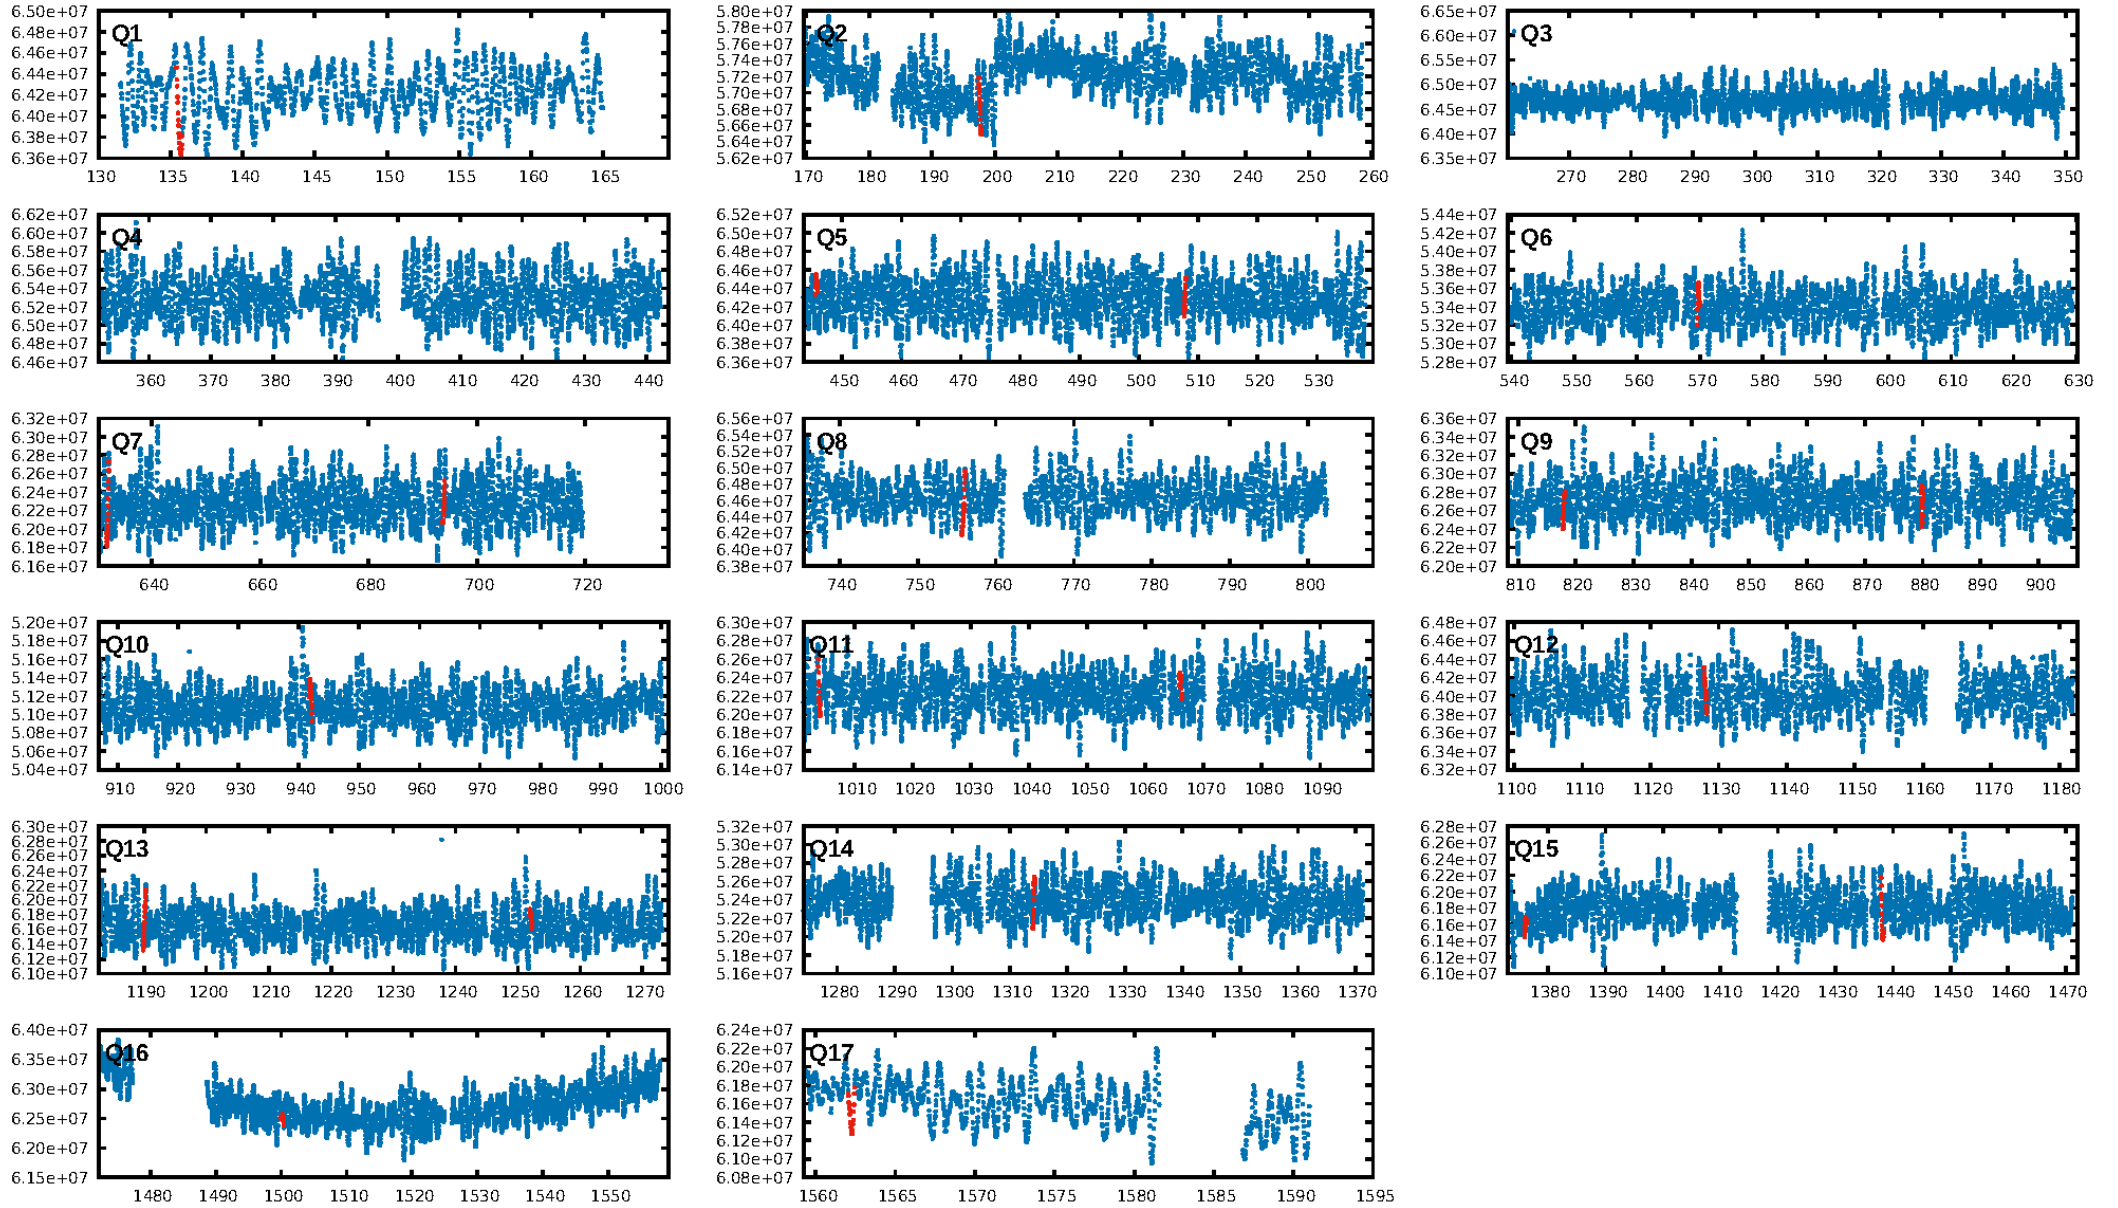 6.50e+07 6.48e+07 6.46e+07 6.44e+07 6.42e+07 6.40e+07 6.38e+07 6.36e+07
Q1
130 135 140 145 150 155 160 165
5.80e+07 5.78e+07 5.76e+07 5.74e+07 5.72e+07 5.70e+07 5.68e+07 5.66e+07 5.64e+07 5.62e+07
Q2
170 180 190 200 210 220 230 240 250 260
6.65e+07 6.60e+07 6.55e+07 6.50e+07 6.45e+07 6.40e+07 6.35e+07
Q3
270 280 290 300 310 320 330 340 350
6.62e+07 6.60e+07 6.58e+07 6.56e+07 6.54e+07 6.52e+07 6.50e+07 6.48e+07 6.46e+07
Q4
360 370 380 390 400 410 420 430 440
6.52e+07 6.50e+07 6.48e+07 6.46e+07 6.44e+07 6.42e+07 6.40e+07 6.38e+07 6.36e+07
Q5
450 460 470 480 490 500 510 520 530
5.44e+07 5.42e+07 5.40e+07 5.38e+07 5.36e+07 5.34e+07 5.32e+07 5.30e+07 5.28e+07
Q6
540 550 560 570 580 590 600 610 620 630
6.32e+07 6.30e+07 6.28e+07 6.26e+07 6.24e+07 6.22e+07 6.20e+07 6.18e+07 6.16e+07
Q7
640 660 680 700 720
6.56e+07 6.54e+07 6.52e+07 6.50e+07 6.48e+07 6.46e+07 6.44e+07 6.42e+07 6.40e+07 6.38e+07
Q8
740 750 760 770 780 790 800
6.36e+07 6.34e+07 6.32e+07 6.30e+07 6.28e+07 6.26e+07 6.24e+07 6.22e+07 6.20e+07
Q9
810 820 830 840 850 860 870 880 890 900
5.20e+07 5.18e+07 5.16e+07 5.14e+07 5.12e+07 5.10e+07 5.08e+07 5.06e+07 5.04e+07
Q10
910 920 930 940 950 960 970 980 990 1000
6.30e+07 6.28e+07 6.26e+07 6.24e+07 6.22e+07 6.20e+07 6.18e+07 6.16e+07 6.14e+07
Q11
1010 1020 1030 1040 1050 1060 1070 1080 1090
6.48e+07 6.46e+07 6.44e+07 6.42e+07 6.40e+07 6.38e+07 6.36e+07 6.34e+07 6.32e+07
Q12
1100 1110 1120 1130 1140 1150 1160 1170 1180
6.30e+07 6.28e+07 6.26e+07 6.24e+07 6.22e+07 6.20e+07 6.18e+07 6.16e+07 6.14e+07 6.12e+07 6.10e+07
Q13
1190 1200 1210 1220 1230 1240 1250 1260 1270
5.32e+07 5.30e+07 5.28e+07 5.26e+07 5.24e+07 5.22e+07 5.20e+07 5.18e+07 5.16e+07
Q14
1280 1290 1300 1310 1320 1330 1340 1350 1360 1370
6.28e+07 6.26e+07 6.24e+07 6.22e+07 6.20e+07 6.18e+07 6.16e+07 6.14e+07 6.12e+07 6.10e+07
Q15
1380 1390 1400 1410 1420 1430 1440 1450 1460 1470
6.40e+07 6.35e+07 6.30e+07 6.25e+07 6.20e+07 6.15e+07
Q16
1480 1490 1500 1510 1520 1530 1540 1550
6.24e+07 6.22e+07 6.20e+07 6.18e+07 6.16e+07 6.14e+07 6.12e+07 6.10e+07 6.08e+07
Q17
1560 1565 1570 1575 1580 1585 1590 1595